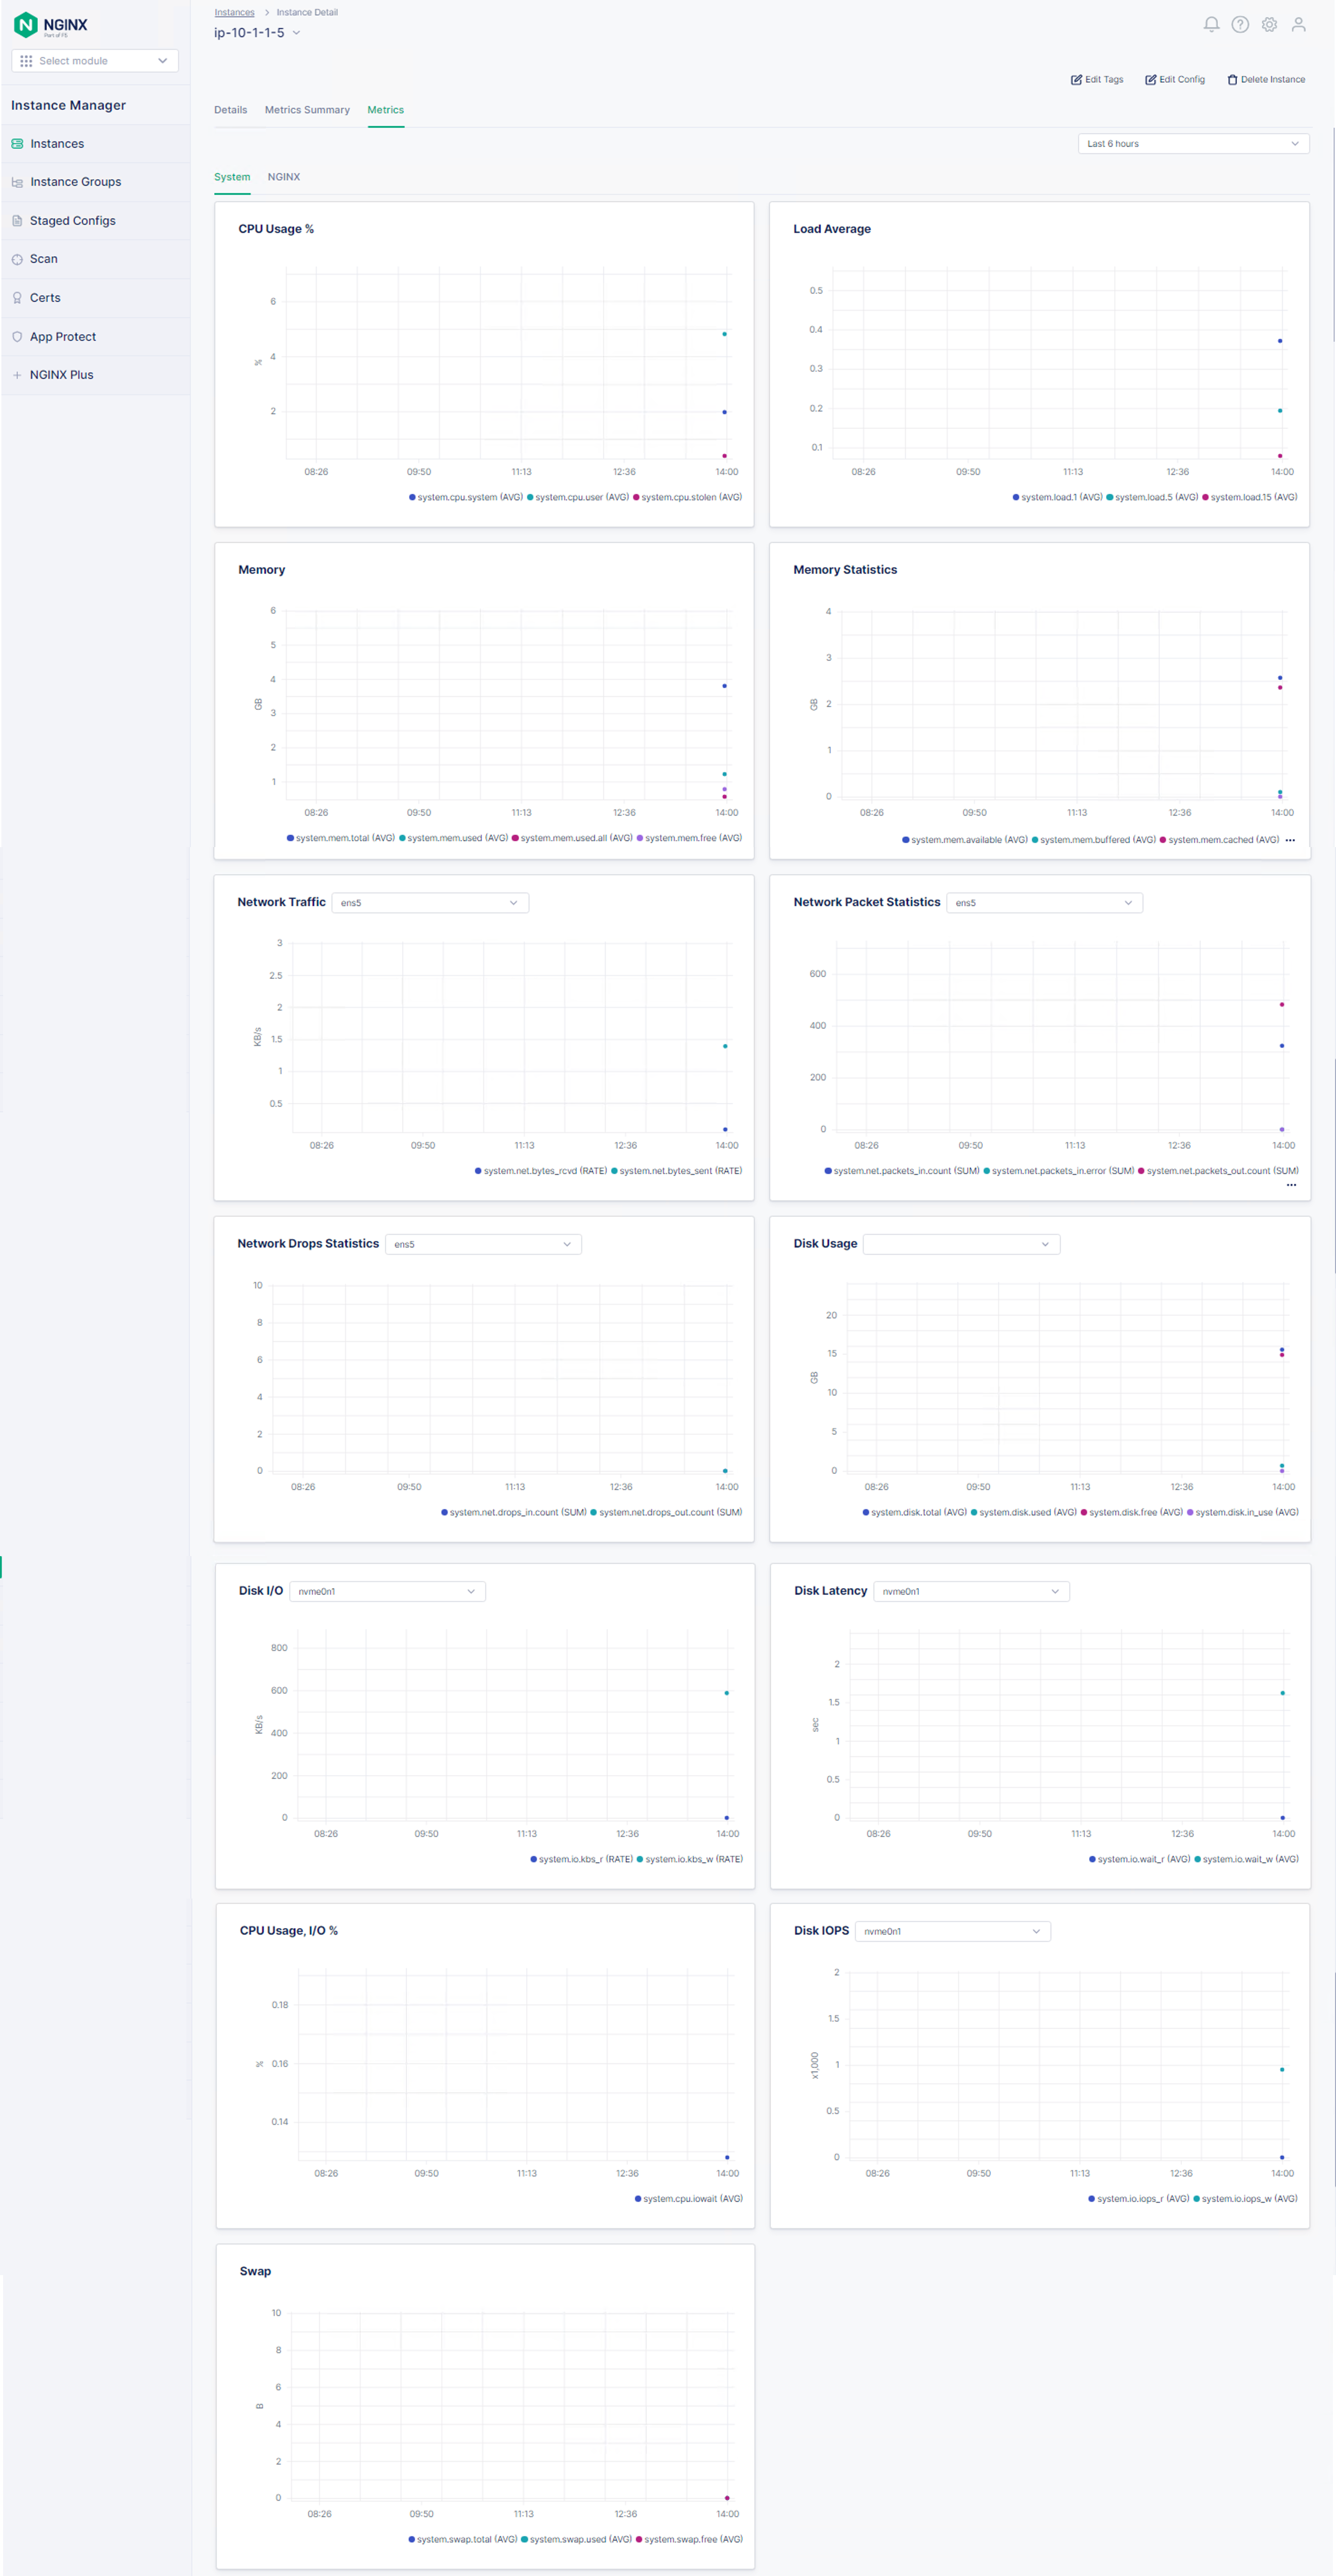 NGINX
Part of F5
Select module
Instance Manager
Instances
Instance Groups
Staged Configs
Scan
Certs
App Protect
NGINX Plus
Instances > Instance Detail
ip-10-1-1-5
Edit Tags Edit Config Delete Instance
Details Metrics Summary Metrics
Last 6 hours
System NGINX
CPU Usage %
6
4
2
%
08:26 09:50 11:13 12:36 14:00
system.cpu.system (AVG) system.cpu.user (AVG) system.cpu.stolen (AVG)
Load Average
0.5
0.4
0.3
0.2
0.1
08:26 09:50 11:13 12:36 14:00
system.load.1 (AVG) system.load.5 (AVG) system.load.15 (AVG)
Memory
6
5
4
3
2
1
GB
08:26 09:50 11:13 12:36 14:00
system.mem.total (AVG) system.mem.used (AVG) system.mem.used.all (AVG) system.mem.free (AVG)
Memory Statistics
4
3
2
1
0
GB
08:26 09:50 11:13 12:36 14:00
system.mem.available (AVG) system.mem.buffered (AVG) system.mem.cached (AVG) ...
Network Traffic ens5
3
2.5
2
1.5
1
0.5
KB/s
08:26 09:50 11:13 12:36 14:00
system.net.bytes_rcvd (RATE) system.net.bytes_sent (RATE)
Network Packet Statistics ens5
600
400
200
0
08:26 09:50 11:13 12:36 14:00
system.net.packets_in.count (SUM) system.net.packets_in.error (SUM) system.net.packets_out.count (SUM)
...
Network Drops Statistics ens5
10
8
6
4
2
0
08:26 09:50 11:13 12:36 14:00
system.net.drops_in.count (SUM) system.net.drops_out.count (SUM)
Disk Usage
20
15
10
5
0
GB
08:26 09:50 11:13 12:36 14:00
system.disk.total (AVG) system.disk.used (AVG) system.disk.free (AVG) system.disk.in_use (AVG)
Disk I/O nvme0n1
800
600
400
200
0
KB/s
08:26 09:50 11:13 12:36 14:00
system.io.kbs_r (RATE) system.io.kbs_w (RATE)
Disk Latency nvme0n1
2
1.5
1
0.5
0
sec
08:26 09:50 11:13 12:36 14:00
system.io.wait_r (AVG) system.io.wait_w (AVG)
CPU Usage, I/O %
0.18
0.16
0.14
%
08:26 09:50 11:13 12:36 14:00
system.cpu.iowait (AVG)
Disk IOPS nvme0n1
2
1.5
1
0.5
0
x1,000
08:26 09:50 11:13 12:36 14:00
system.io.iops_r (AVG) system.io.iops_w (AVG)
Swap
10
8
6
4
2
0
B
08:26 09:50 11:13 12:36 14:00
system.swap.total (AVG) system.swap.used (AVG) system.swap.free (AVG)